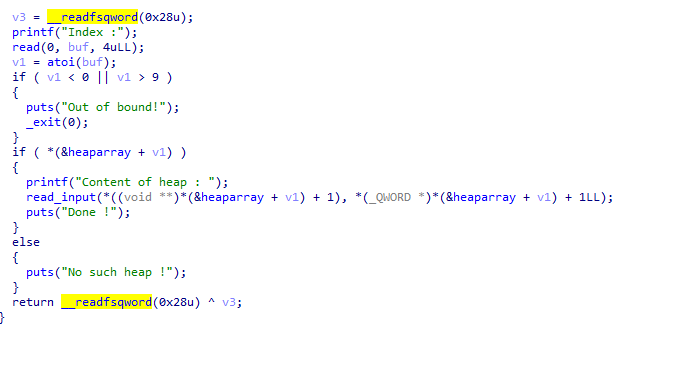 v3 = __readfsqword(0x28u);
printf("Index :");
read(0, buf, 4uLL);
v1 = atoi(buf);
if ( v1 < 0 || v1 > 9 )
{
puts("Out of bound!");
_exit(0);
}
if ( *(&heaparray + v1) )
{
printf("Content of heap : ");
read_input(*((void **)*(&heaparray + v1) + 1), *(_QWORD *)*(&heaparray + v1) + 1LL);
puts("Done !");
}
else
{
puts("No such heap !");
}
return __readfsqword(0x28u) ^ v3;
}